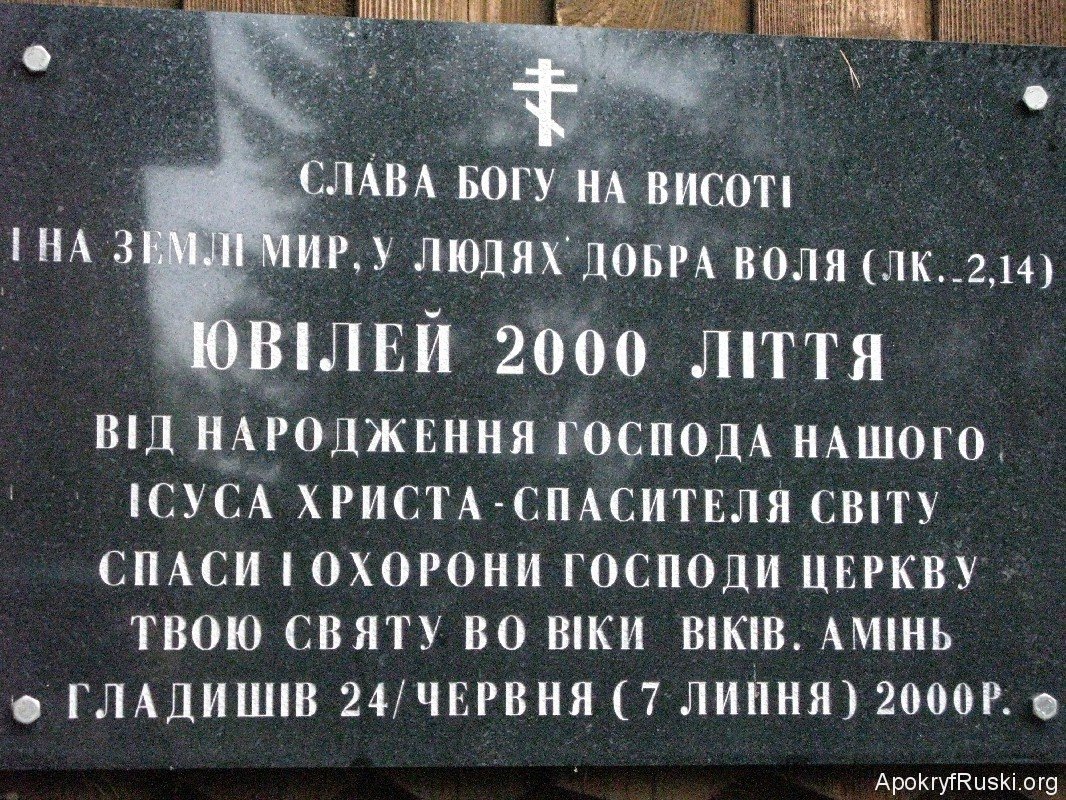 СЛАВА БОГУ НА ВИСОТІ
І НА ЗЕМЛІ МИР, У ЛЮДЯХ ДОБРА ВОЛЯ (ЛК. 2,14)
ЮВІЛЕЙ 2000 ЛІТТЯ
ВІД НАРОДЖЕННЯ ГОСПОДА НАШОГО
ІСУСА ХРИСТА - СПАСИТЕЛЯ СВІТУ
СПАСИ І ОХОРОНИ ГОСПОДИ ЦЕРКВУ
ТВОЮ СВЯТУ ВО ВІКИ ВІКІВ. АМІНЬ
ГЛАДИШІВ 24/ЧЕРВНЯ (7 ЛИПНЯ) 2000Р.
ApokryfRuski.org